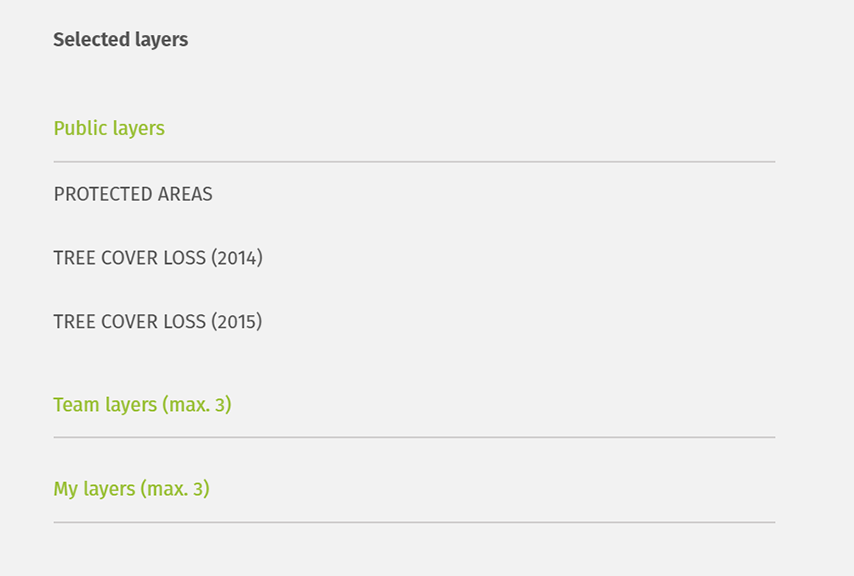 Selected layers
Public layers
PROTECTED AREAS
TREE COVER LOSS (2014)
TREE COVER LOSS (2015)
Team layers (max. 3)
My layers (max. 3)